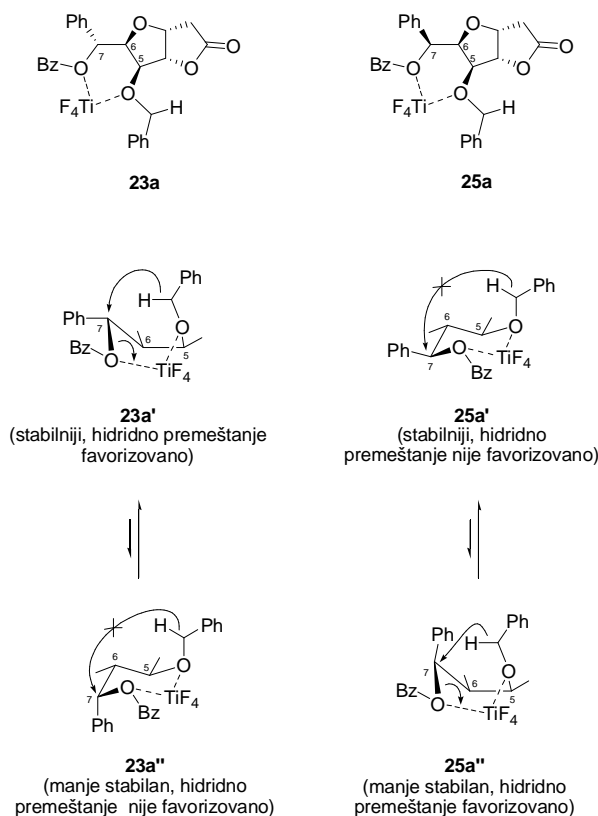 Ph
O
6
5
7
O
Bz
O
O
O
F4Ti
H
Ph
23a
Ph
O
6
5
7
O
Bz
O
O
O
F4Ti
H
Ph
25a
Ph
H
Ph
7
O
6
5
Bz
O
TiF4
23a'
(stabilniji, hidridno premeštanje
favorizovano)
H
Ph
6
5
O
O
TiF4
Ph
7
Bz
25a'
(stabilniji, hidridno
premeštanje nije favorizovano)
H
Ph
6
5
O
7
O
TiF4
Bz
Ph
23a"
(manje stabilan, hidridno
premeštanje nije favorizovano)
Ph
H
Ph
7
O
6
5
Bz
O
TiF4
25a"
(manje stabilan, hidridno
premeštanje favorizovano)